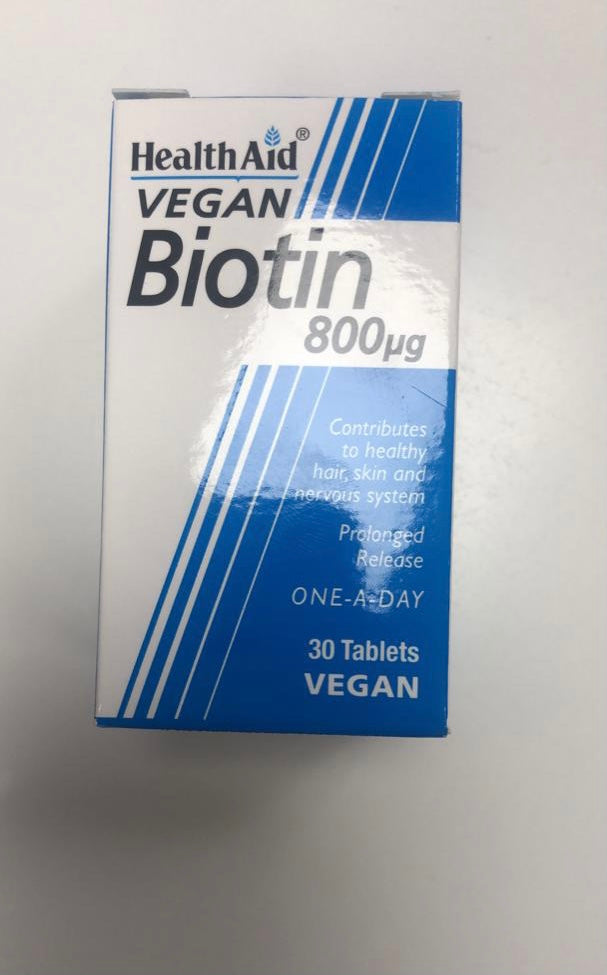 HealthAid®
VEGAN
Biotin
800µg
Contributes
to healthy
hair, skin and
nervous system
Prolonged
Release
ONE-A-DAY
30 Tablets
VEGAN